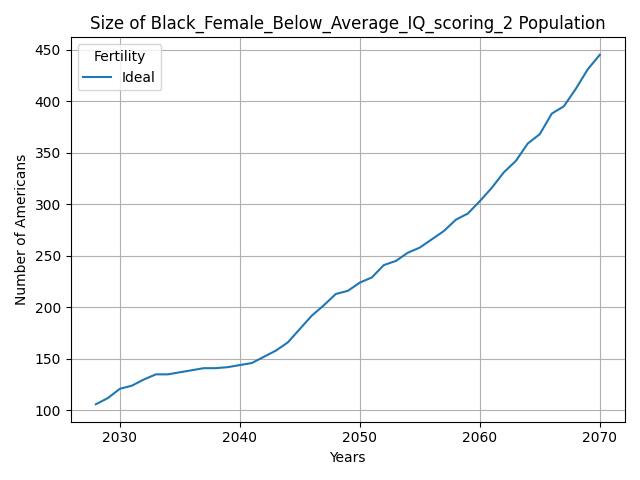 Size of Black_Female_Below_Average_IQ_scoring_2 Population
Fertility
Ideal
Number of Americans
450
400
350
300
250
200
150
100
2030 2040 2050 2060 2070
Years